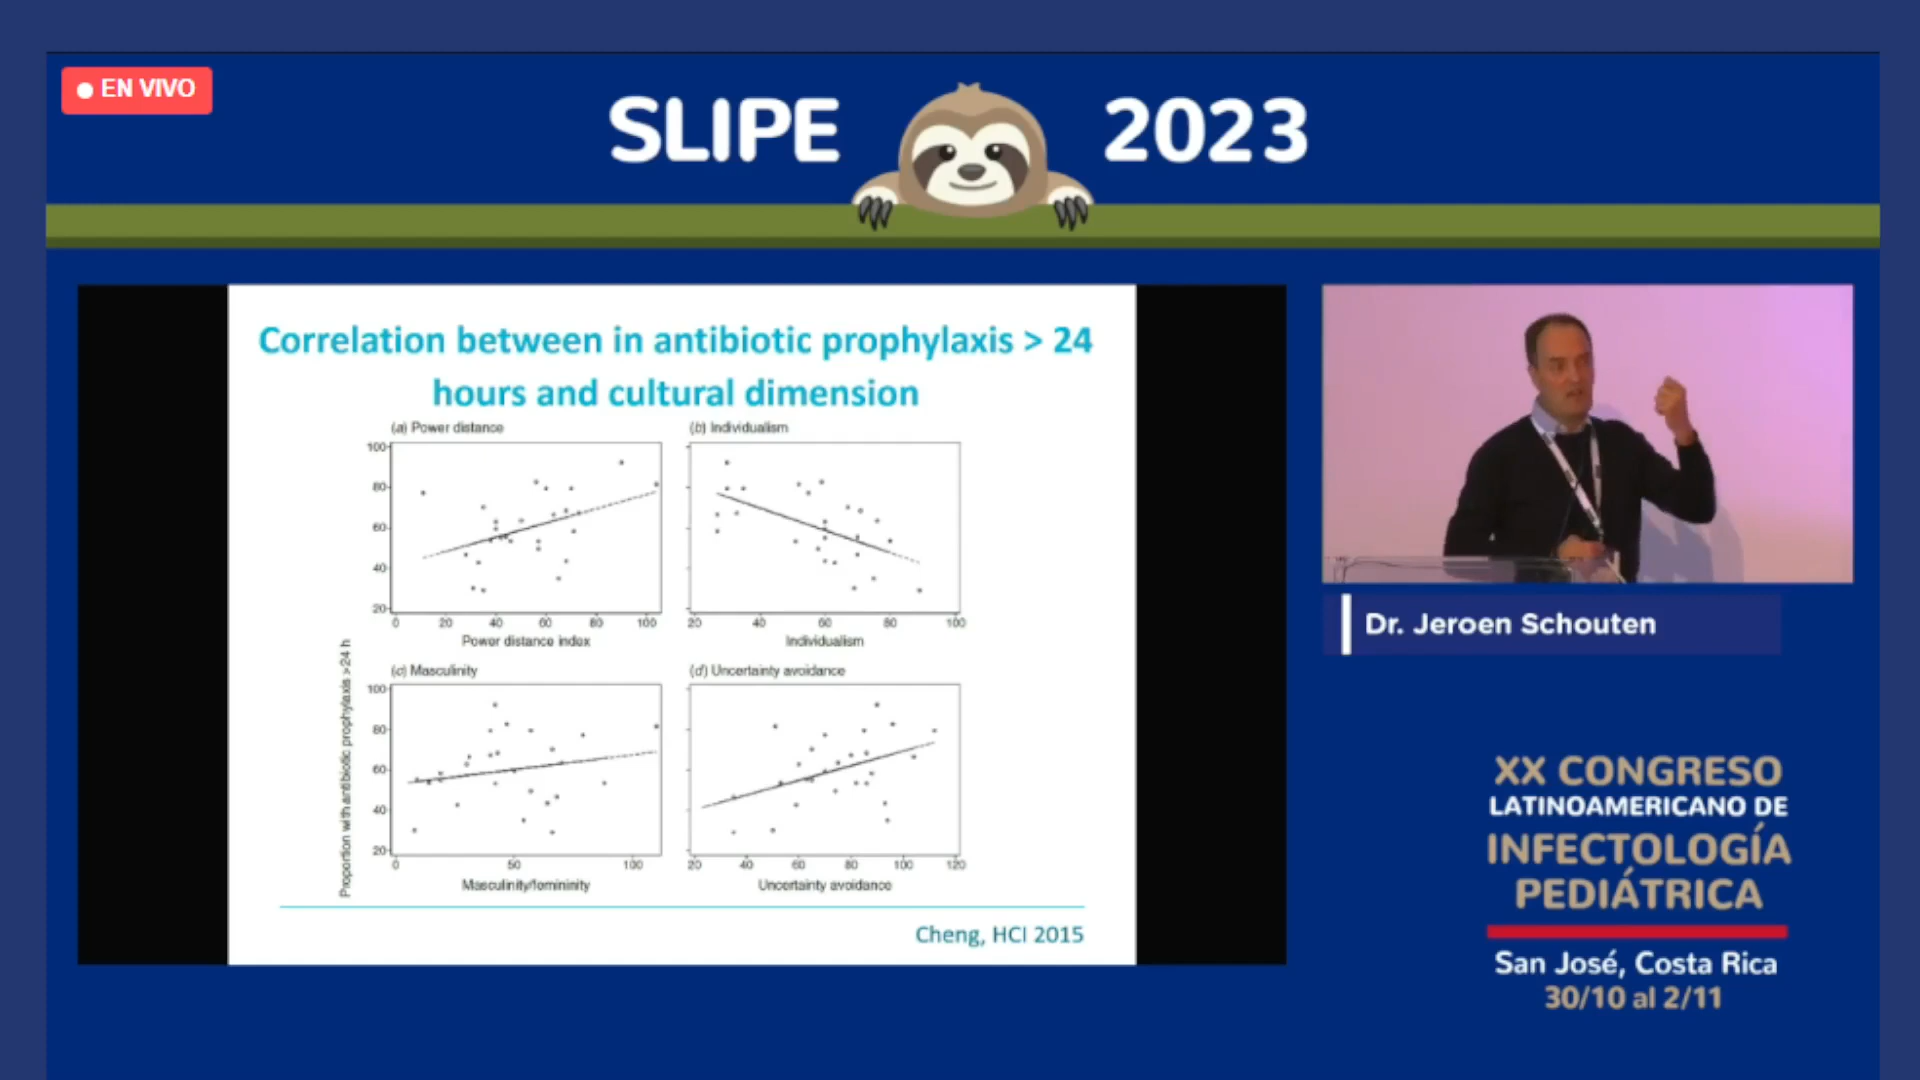 EN VIVO
SLIPE 2023
Correlation between in antibiotic prophylaxis > 24
hours and cultural dimension
(a) Power distance
(b) Individualism
100
80
60
40
20
0 20 40 60 80 100
20 40 60 80 100
Power distance index
Individualism
(c) Masculinity
(d) Uncertainty avoidance
100
80
60
40
20
0 50 100
20 40 60 80 100 120
Masculinity/femininity
Uncertainty avoidance
Proportion with antibiotic prophylaxis >24 h
Cheng, HCI 2015
Dr. Jeroen Schouten
XX CONGRESO
LATINOAMERICANO DE
INFECTOLOGÍA
PEDIÁTRICA
San José, Costa Rica
30/10 al 2/11